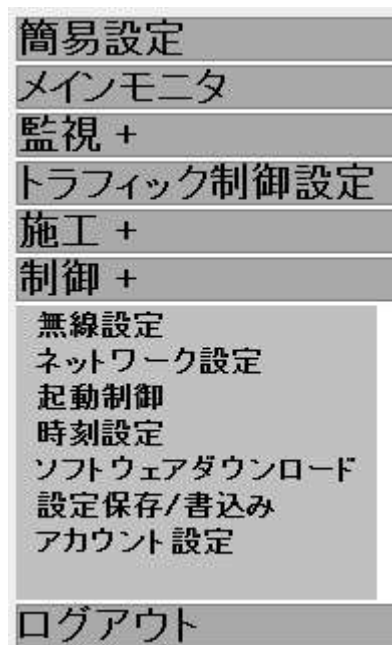 簡易設定
メインモニタ
監視 +
トラフィック制御設定
施工 +
制御 +
無線設定
ネットワーク設定
起動制御
時刻設定
ソフトウェアダウンロード
設定保存/書込み
アカウント設定
ログアウト